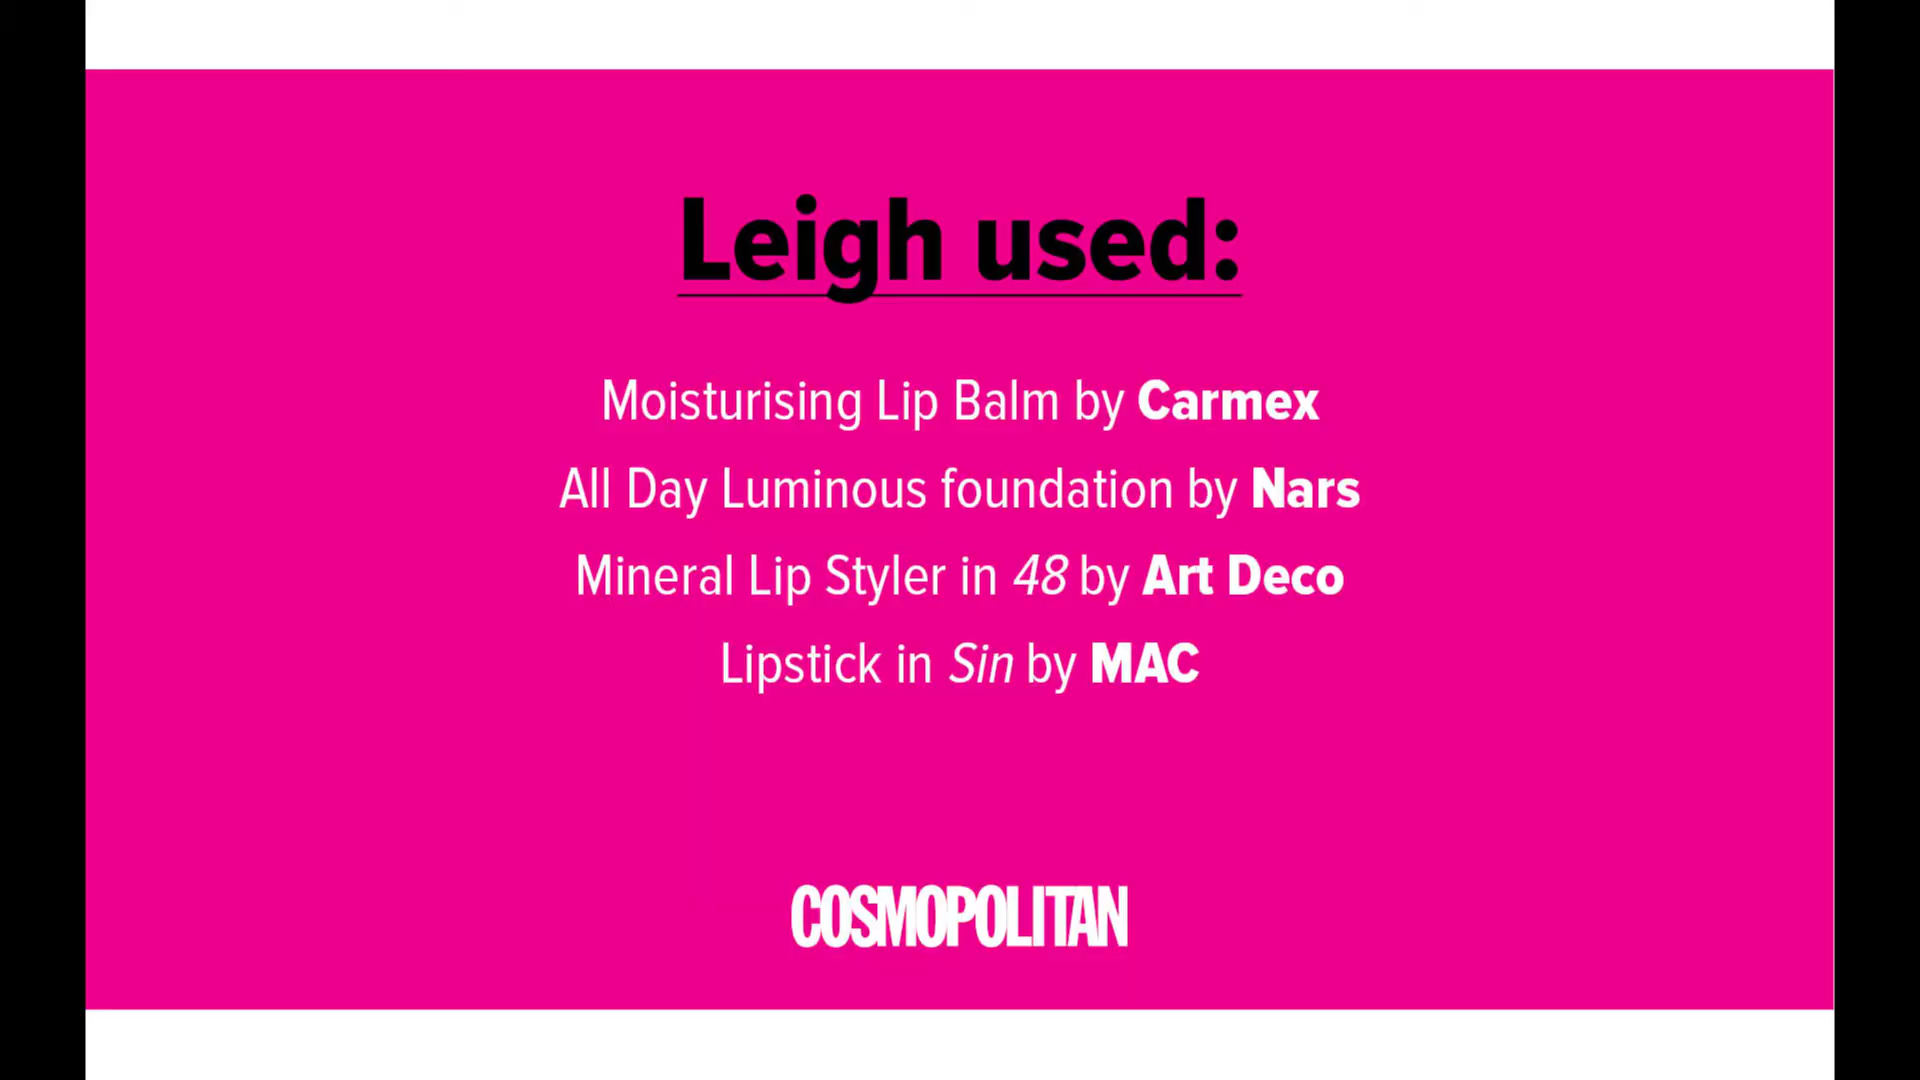 Leigh used:
Moisturising Lip Balm by Carmex
All Day Luminous foundation by Nars
Mineral Lip Styler in 48 by Art Deco
Lipstick in Sin by MAC
COSMOPOLITAN